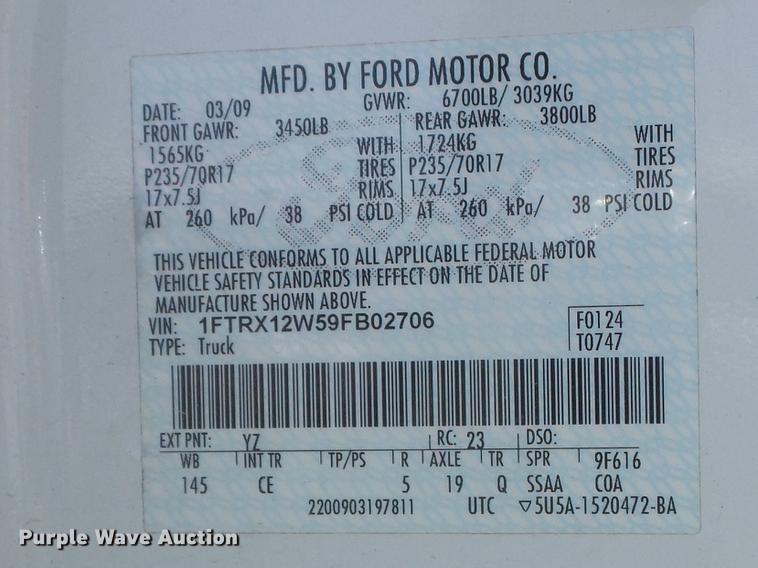 MFD. BY FORD MOTOR CO.
DATE: 03/09 GVWR: 6700LB/ 3039KG
FRONT GAWR: 3450LB REAR GAWR: 3800LB
1565KG WITH 1724KG WITH
P235/70R17 TIRES P235/70R17 TIRES
17x7.5J RIMS 17x7.5J RIMS
AT 260 kPa/ 38 PSI COLD AT 260 kPa/ 38 PSI COLD
Ford
THIS VEHICLE CONFORMS TO ALL APPLICABLE FEDERAL MOTOR
VEHICLE SAFETY STANDARDS IN EFFECT ON THE DATE OF
MANUFACTURE SHOWN ABOVE.
VIN: 1FTRX12W59FB02706 F0124
TYPE: Truck T0747
EXT PNT: YZ RC: 23 DSO:
WB INT TR TP/PS R AXLE TR SPR 9F616
145 CE 5 19 Q SSAA COA
2200903197811 UTC ▽5U5A-1520472-BA
Purple Wave Auction